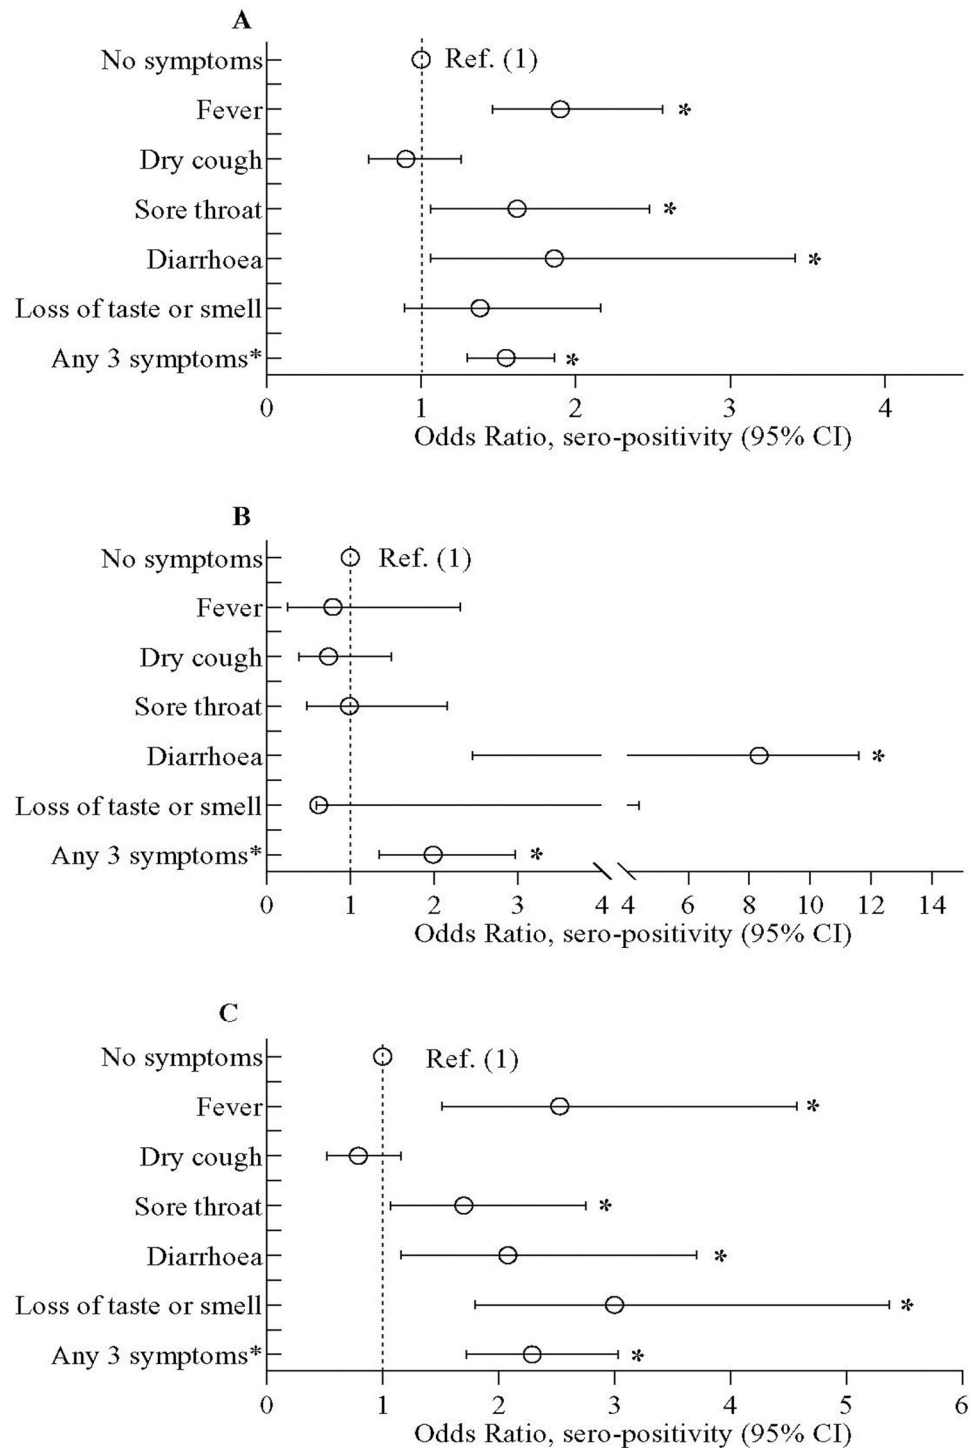 A
No symptoms Ref. (1)
Fever *
Dry cough
Sore throat *
Diarrhoea *
Loss of taste or smell
Any 3 symptoms* *
0 1 2 3 4
Odds Ratio, sero-positivity (95% CI)
B
No symptoms Ref. (1)
Fever
Dry cough
Sore throat
Diarrhoea *
Loss of taste or smell
Any 3 symptoms* *
0 1 2 3 4 4 6 8 10 12 14
Odds Ratio, sero-positivity (95% CI)
C
No symptoms Ref. (1)
Fever *
Dry cough
Sore throat *
Diarrhoea *
Loss of taste or smell *
Any 3 symptoms* *
0 1 2 3 4 5 6
Odds Ratio, sero-positivity (95% CI)